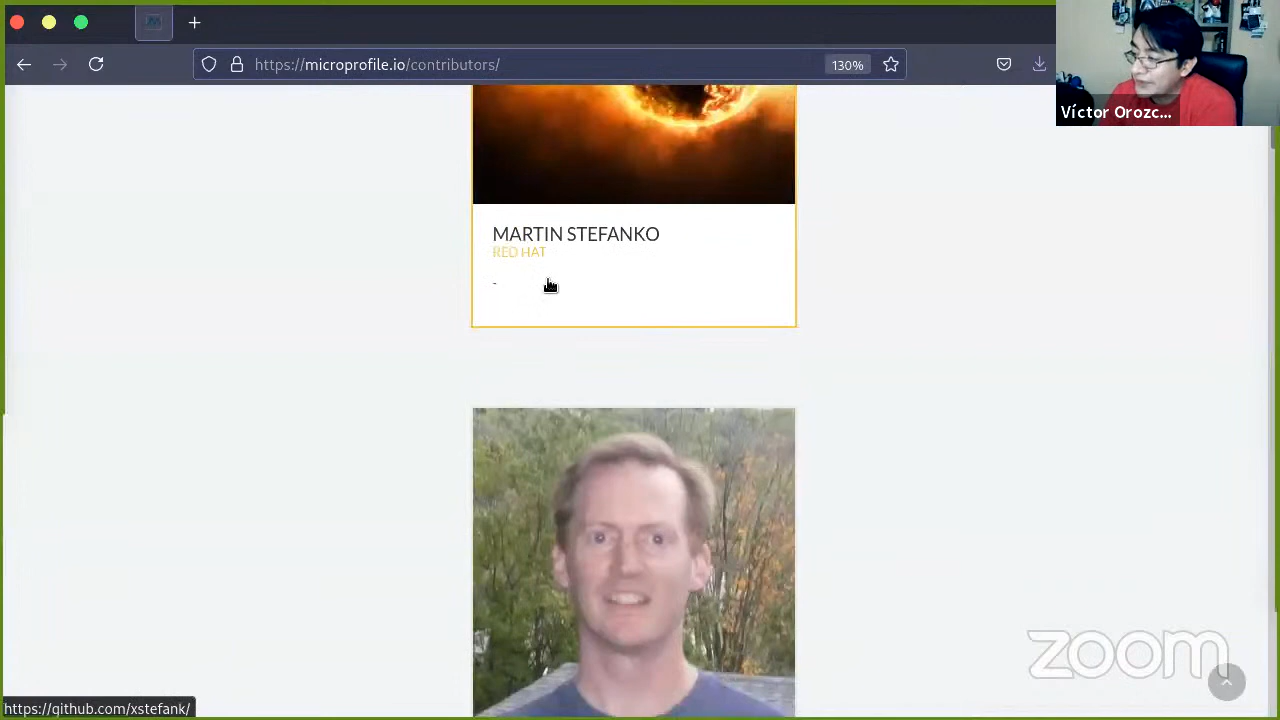 https://microprofile.io/contributors/
130%
Víctor Orozc...
MARTIN STEFANKO
RED HAT
-
zoom
https://github.com/xstefank/